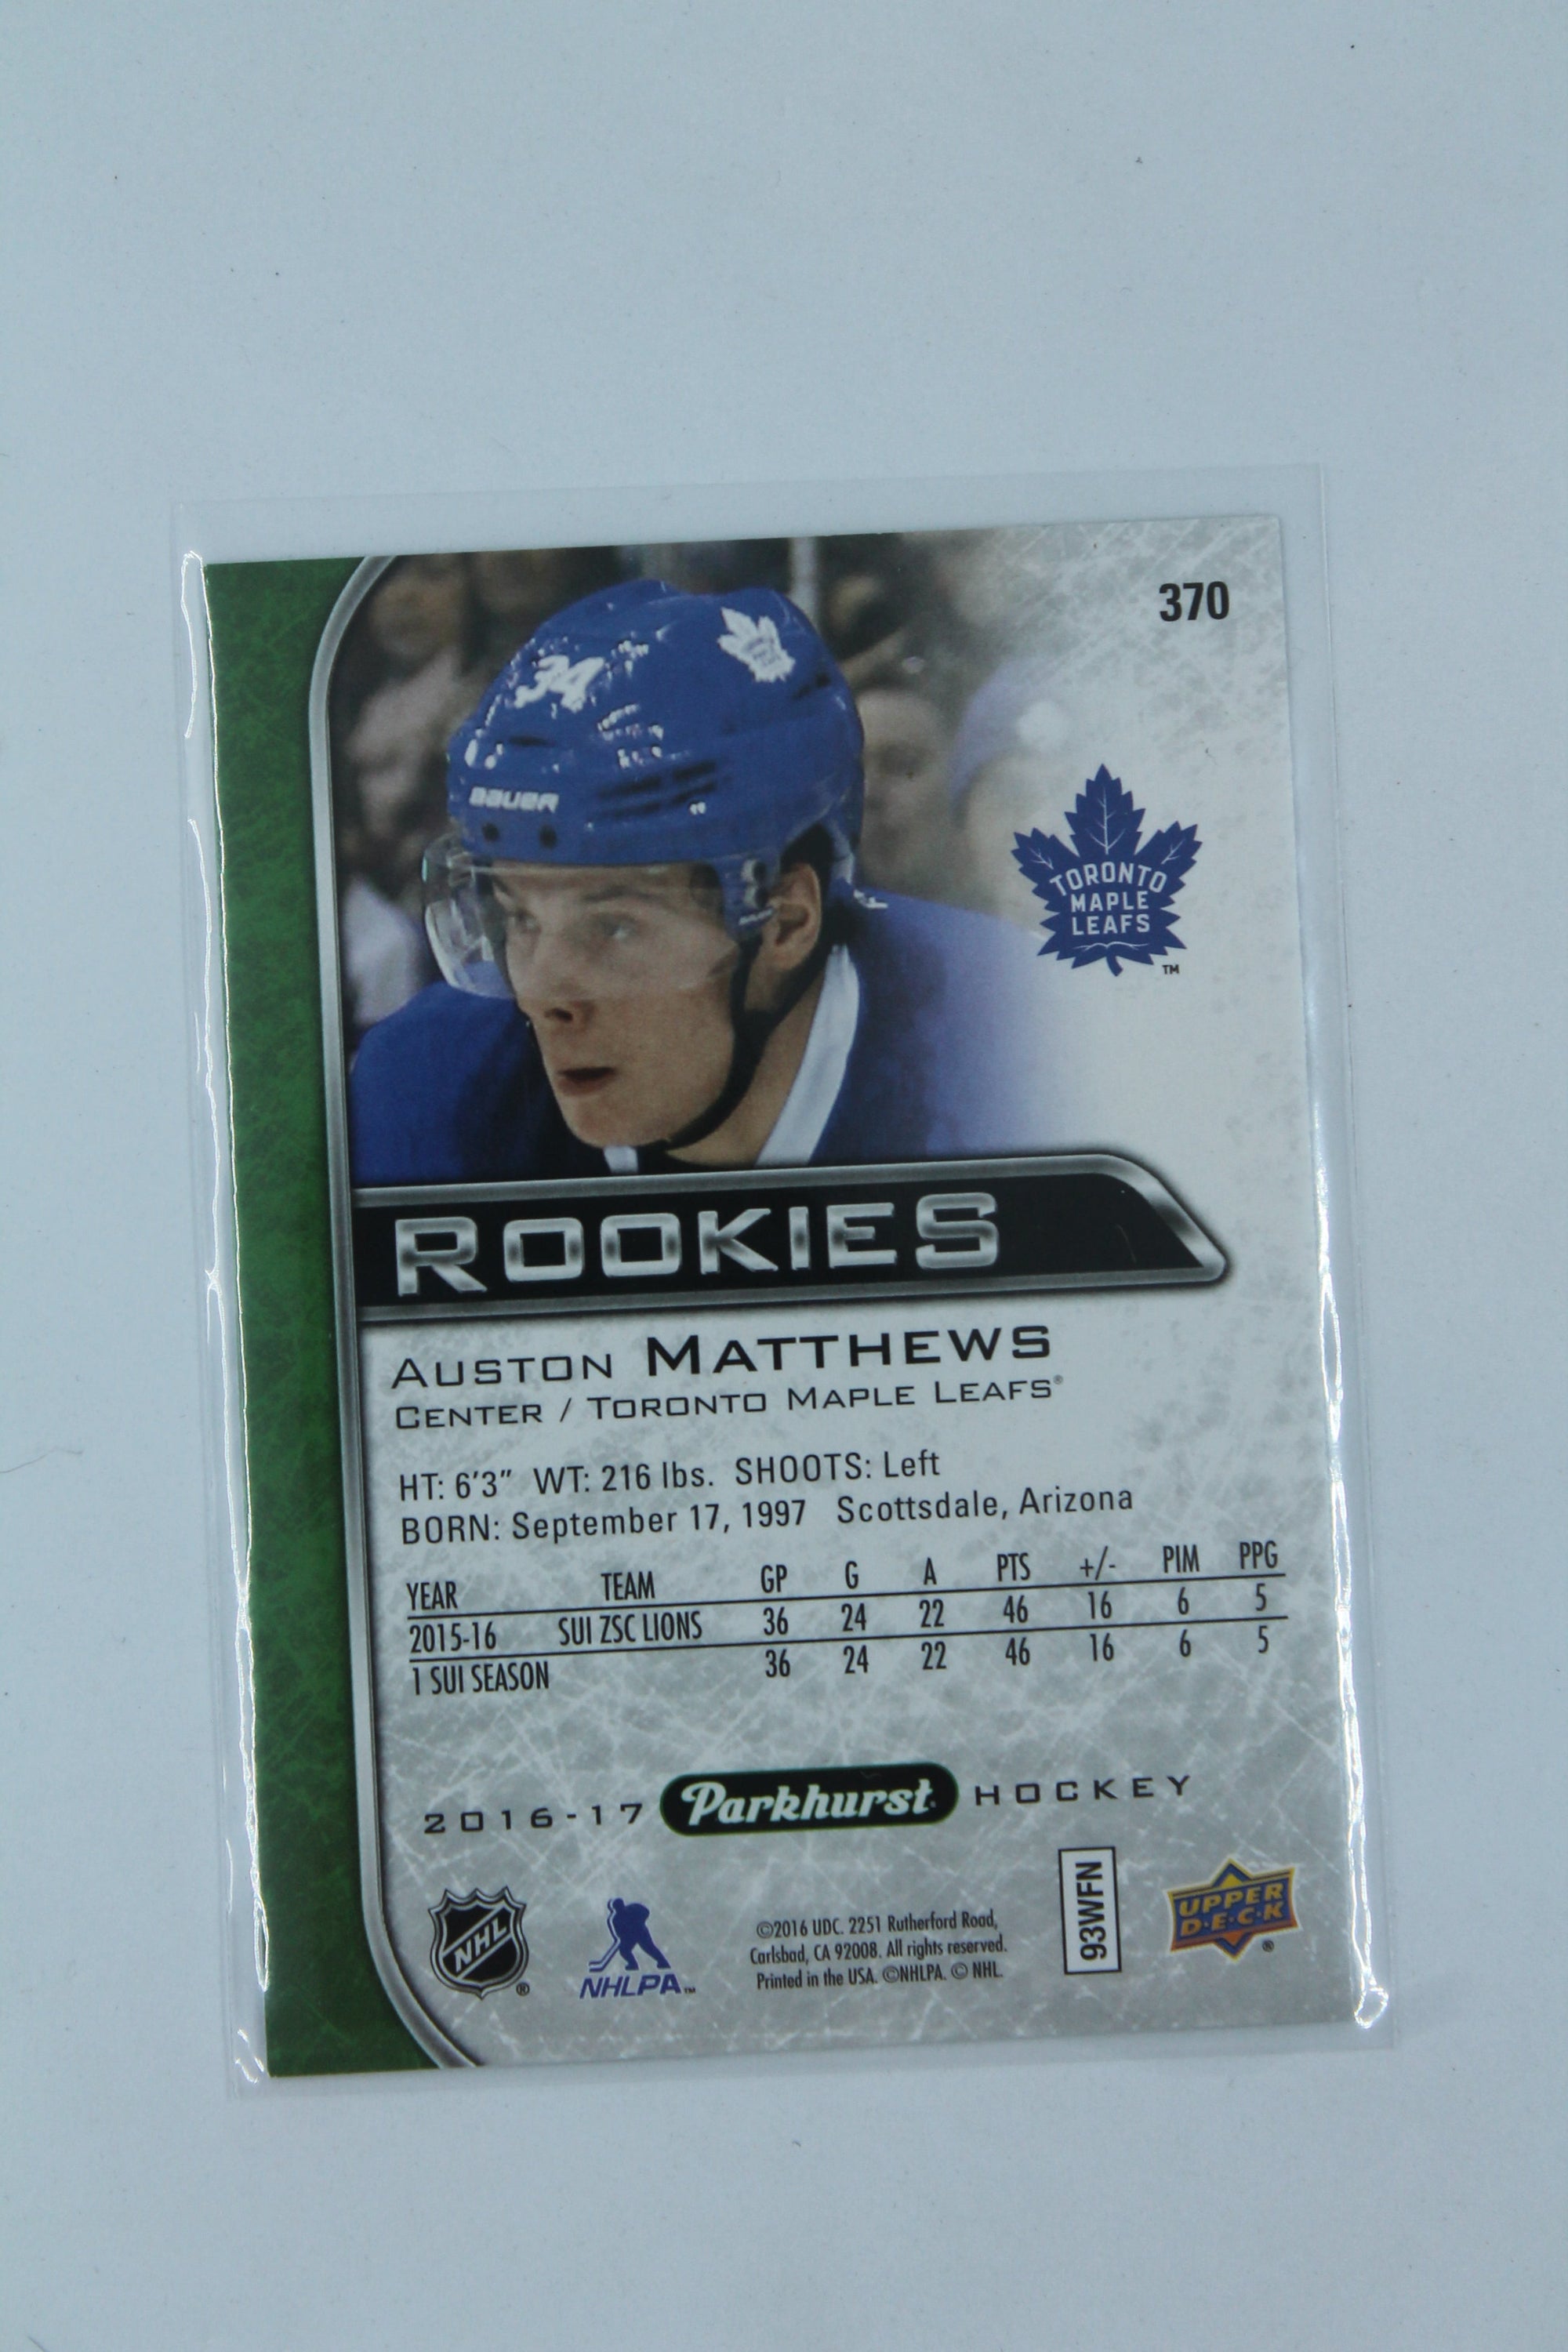 370
34
BAUER
TORONTO
MAPLE
LEAFS
TM
ROOKIES
AUSTON MATTHEWS
CENTER / TORONTO MAPLE LEAFS®
HT: 6'3" WT: 216 lbs. SHOOTS: Left
BORN: September 17, 1997 Scottsdale, Arizona
YEAR TEAM GP G A PTS +/- PIM PPG
2015-16 SUI ZSC LIONS 36 24 22 46 16 6 5
1 SUI SEASON 36 24 22 46 16 6 5
2016-17 Parkhurst HOCKEY
NHL ®
NHLPA™
©2016 UDC. 2251 Rutherford Road,
Carlsbad, CA 92008. All rights reserved.
Printed in the USA. ©NHLPA. © NHL.
93WFN
UPPER
D·E·C·K ®